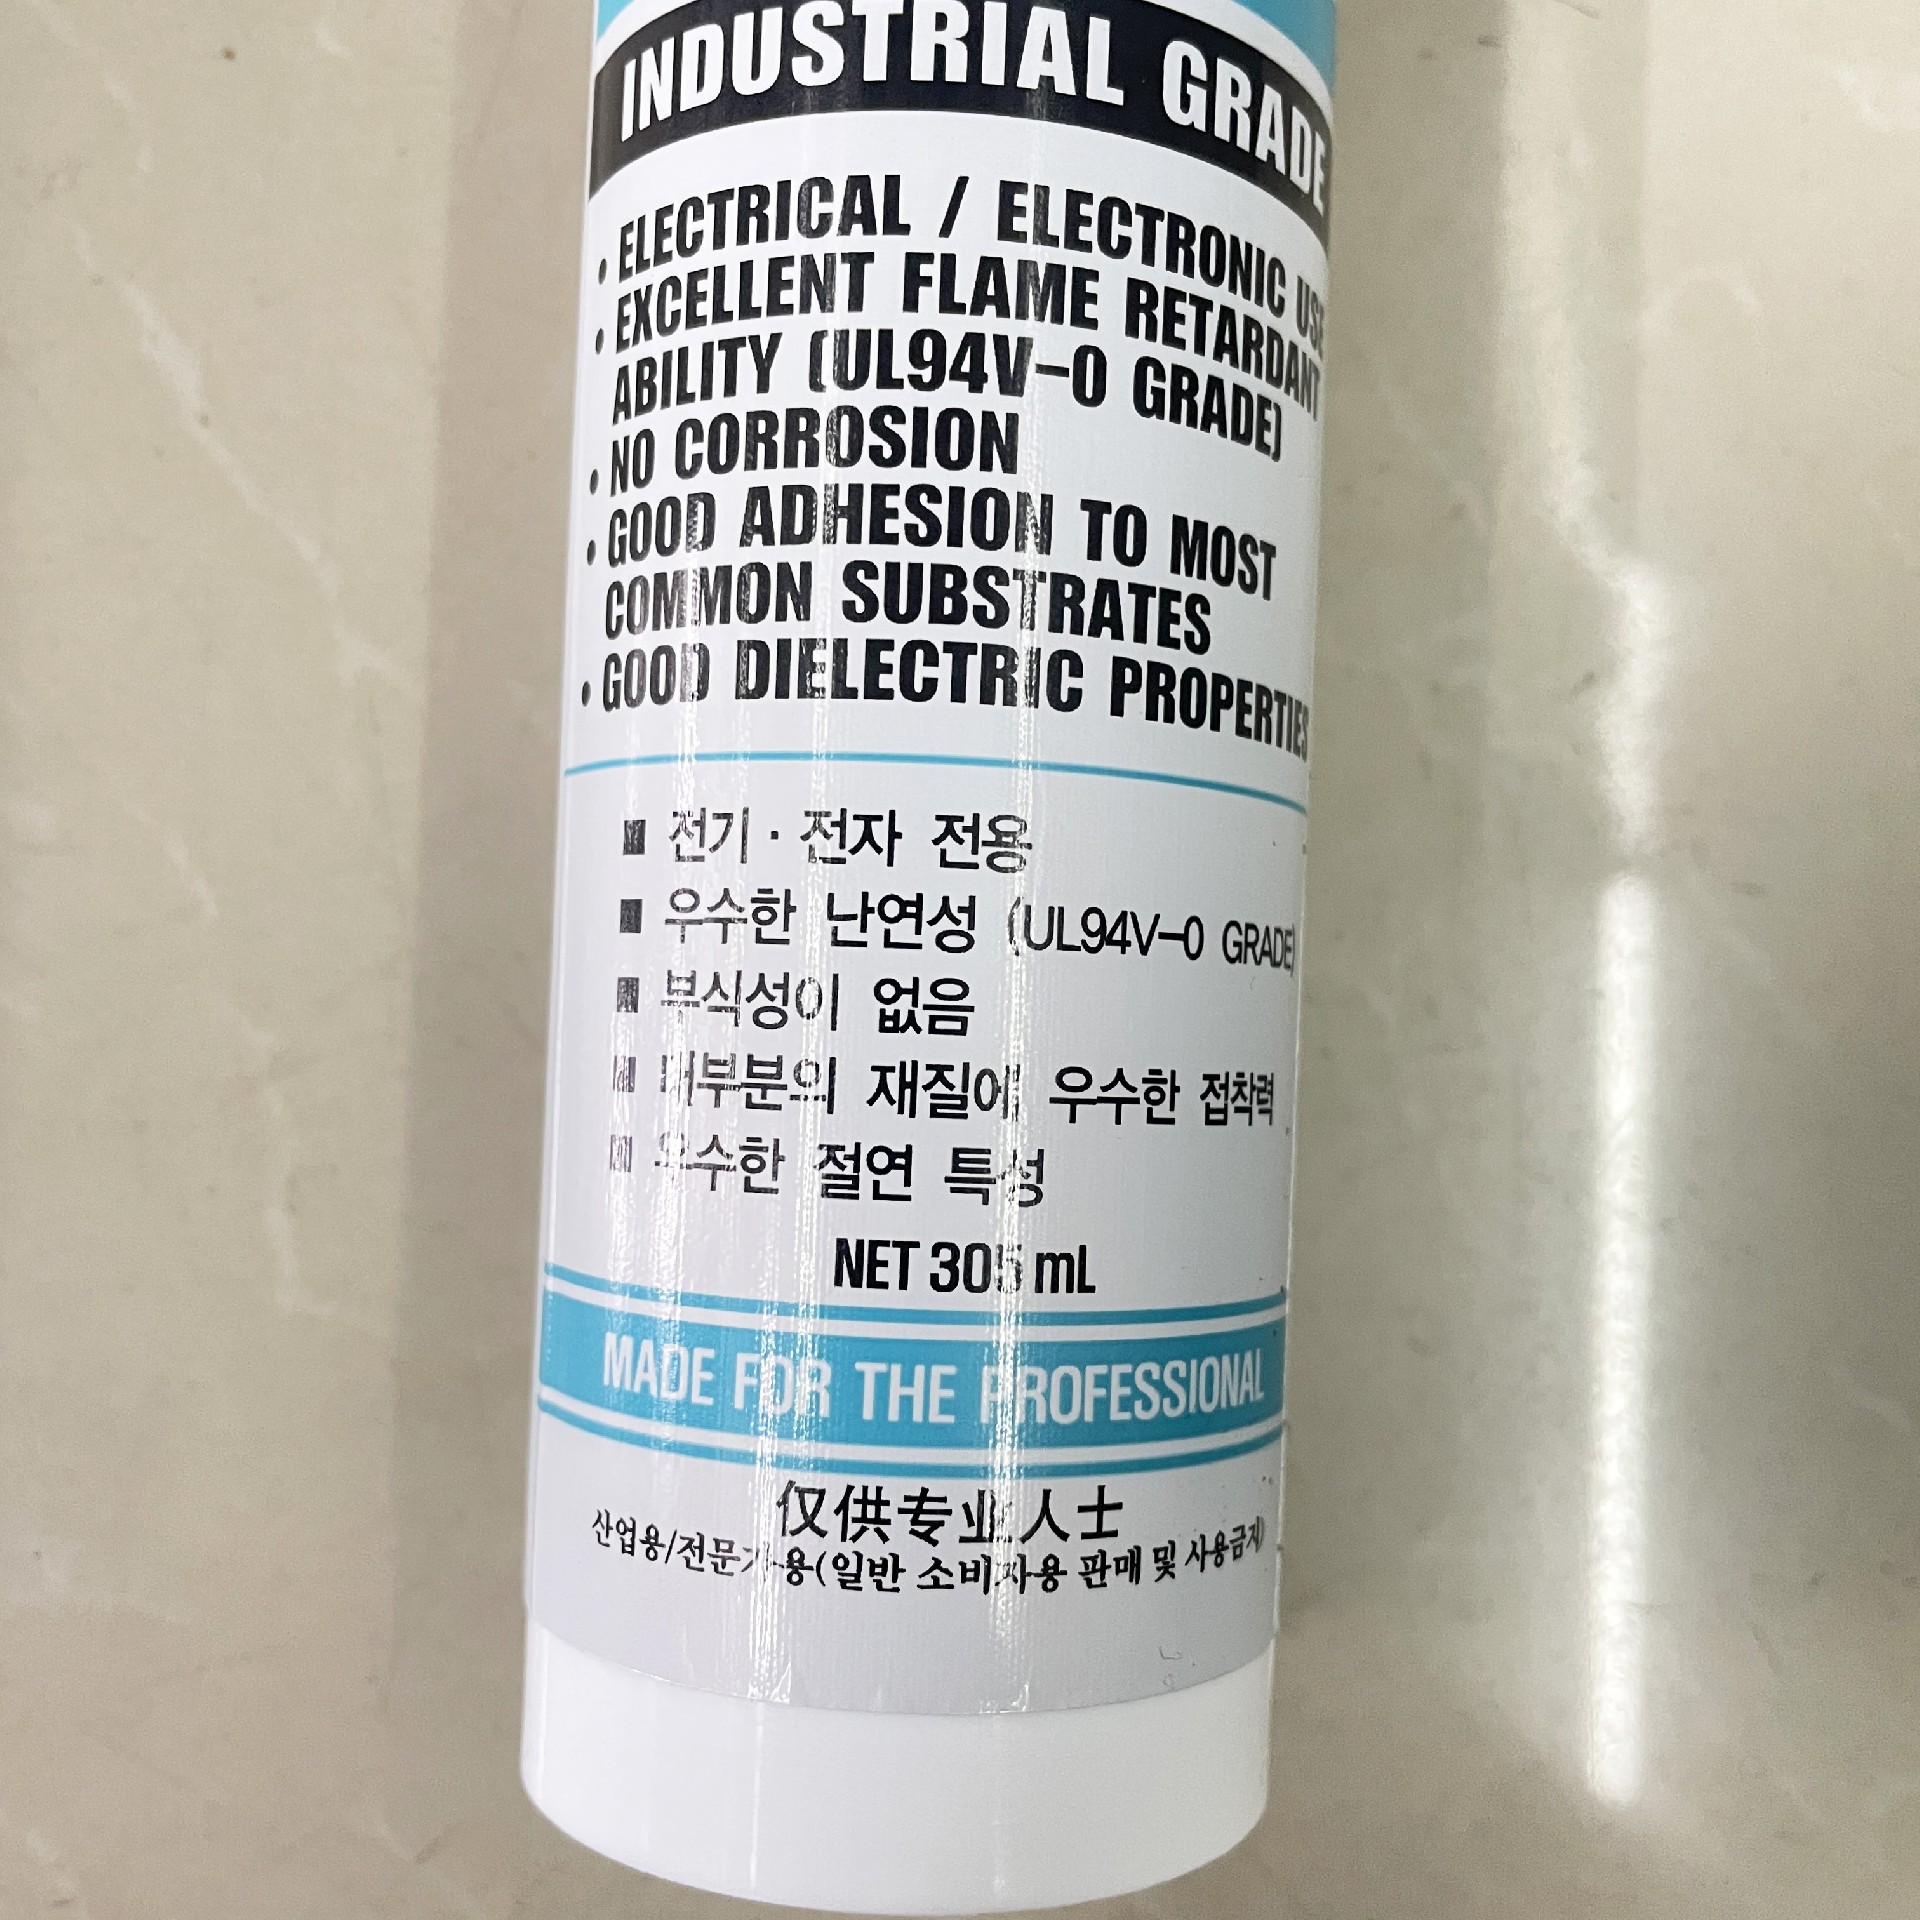 INDUSTRIAL GRADE
• ELECTRICAL / ELECTRONIC USE
• EXCELLENT FLAME RETARDANT
ABILITY (UL94V-0 GRADE)
• NO CORROSION
• GOOD ADHESION TO MOST
COMMON SUBSTRATES
• GOOD DIELECTRIC PROPERTIES
■ 전기 · 전자 전용
■ 우수한 난연성 (UL94V-0 GRADE)
■ 부식성이 없음
■ 대부분의 재질에 우수한 접착력
■ 우수한 절연 특성
NET 305 mL
MADE FOR THE PROFESSIONAL
仅供专业人士
산업용/전문가용(일반 소비자용 판매 및 사용금지)